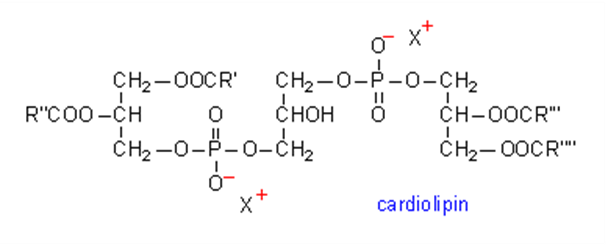 O⁻ X⁺
CH₂—OOCR' CH₂—O—P—O—CH₂
R''COO—CH O CHOH O CH—OOCR'''
CH₂—O—P—O—CH₂ CH₂—OOCR''''
O⁻
X⁺ cardiolipin